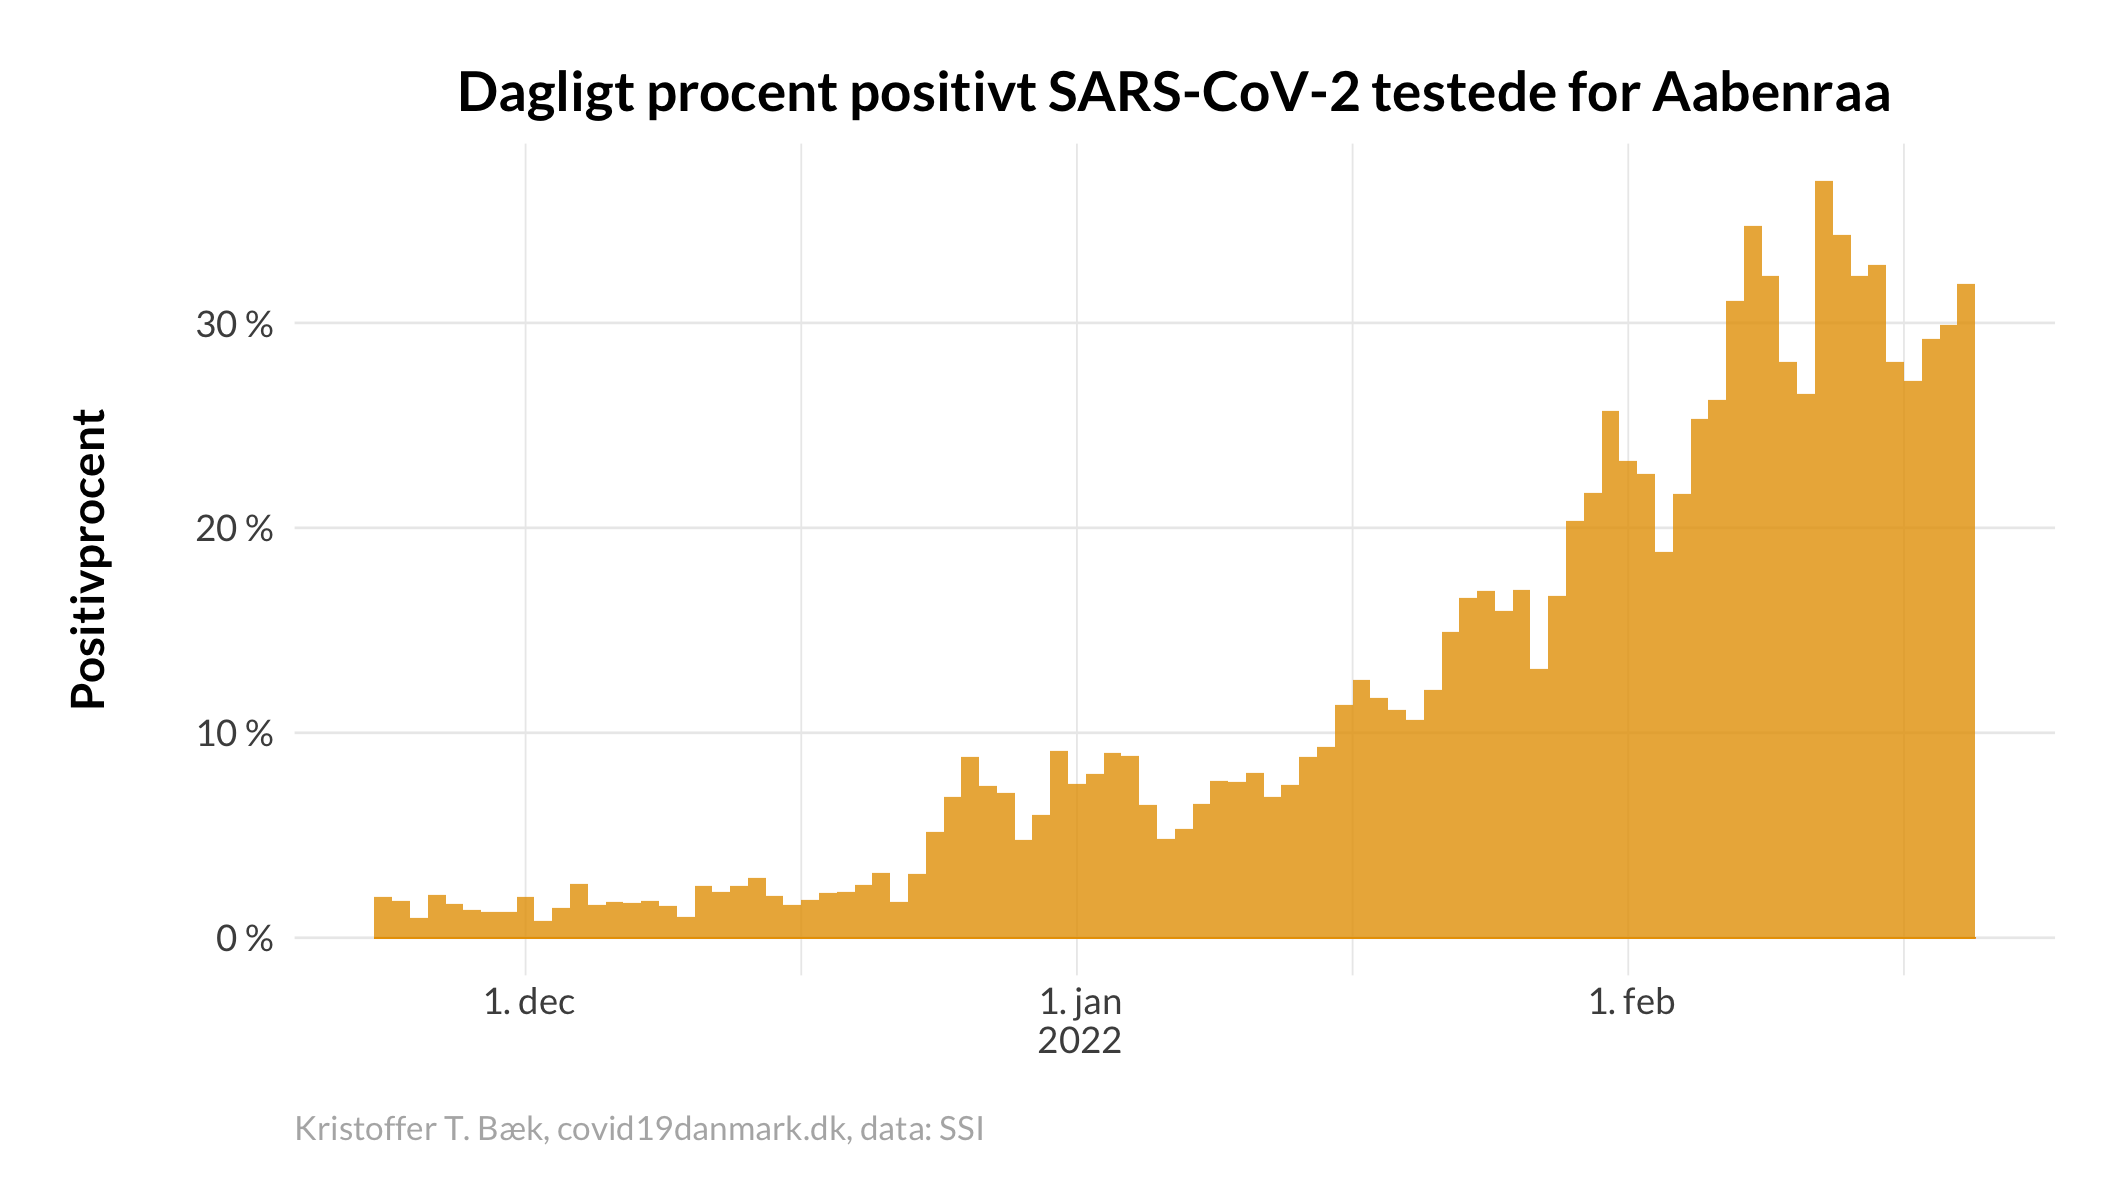 Dagligt procent positivt SARS-CoV-2 testede for Aabenraa
Positivprocent
30 %
20 %
10 %
0 %
1. dec
1. jan
2022
1. feb
Kristoffer T. Bæk, covid19danmark.dk, data: SSI